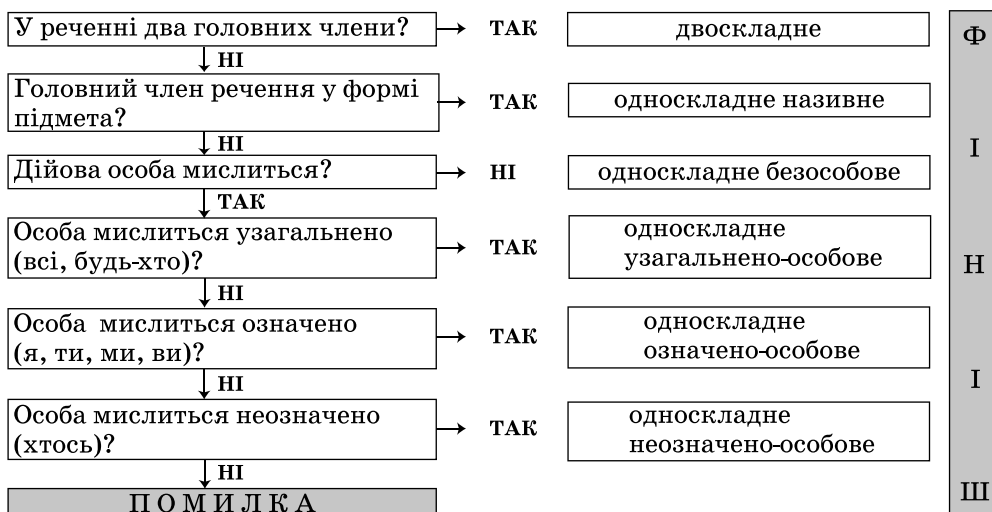 У реченні два головних члени? ТАК двоскладне
НІ
Головний член речення у формі
підмета? ТАК односкладне називне
НІ
Дійова особа мислиться? НІ односкладне безособове
ТАК
Особа мислиться узагальнено
(всі, будь-хто)? ТАК односкладне
узагальнено-особове
НІ
Особа мислиться означено
(я, ти, ми, ви)? ТАК односкладне
означено-особове
НІ
Особа мислиться неозначено
(хтось)? ТАК односкладне
неозначено-особове
НІ
ПОМИЛКА
Ф
І
Н
І
Ш